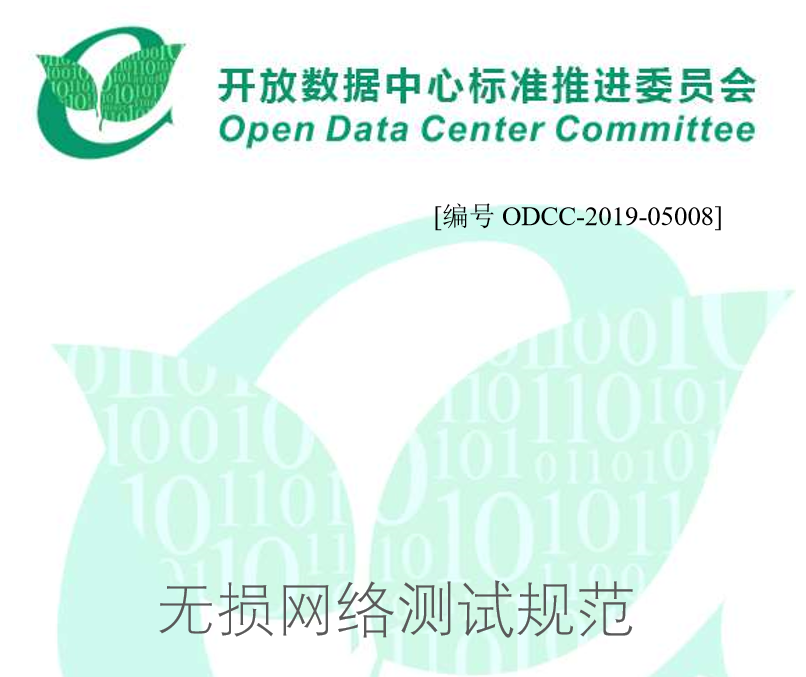 开放数据中心标准推进委员会
Open Data Center Committee
[编号 ODCC-2019-05008]
无损网络测试规范